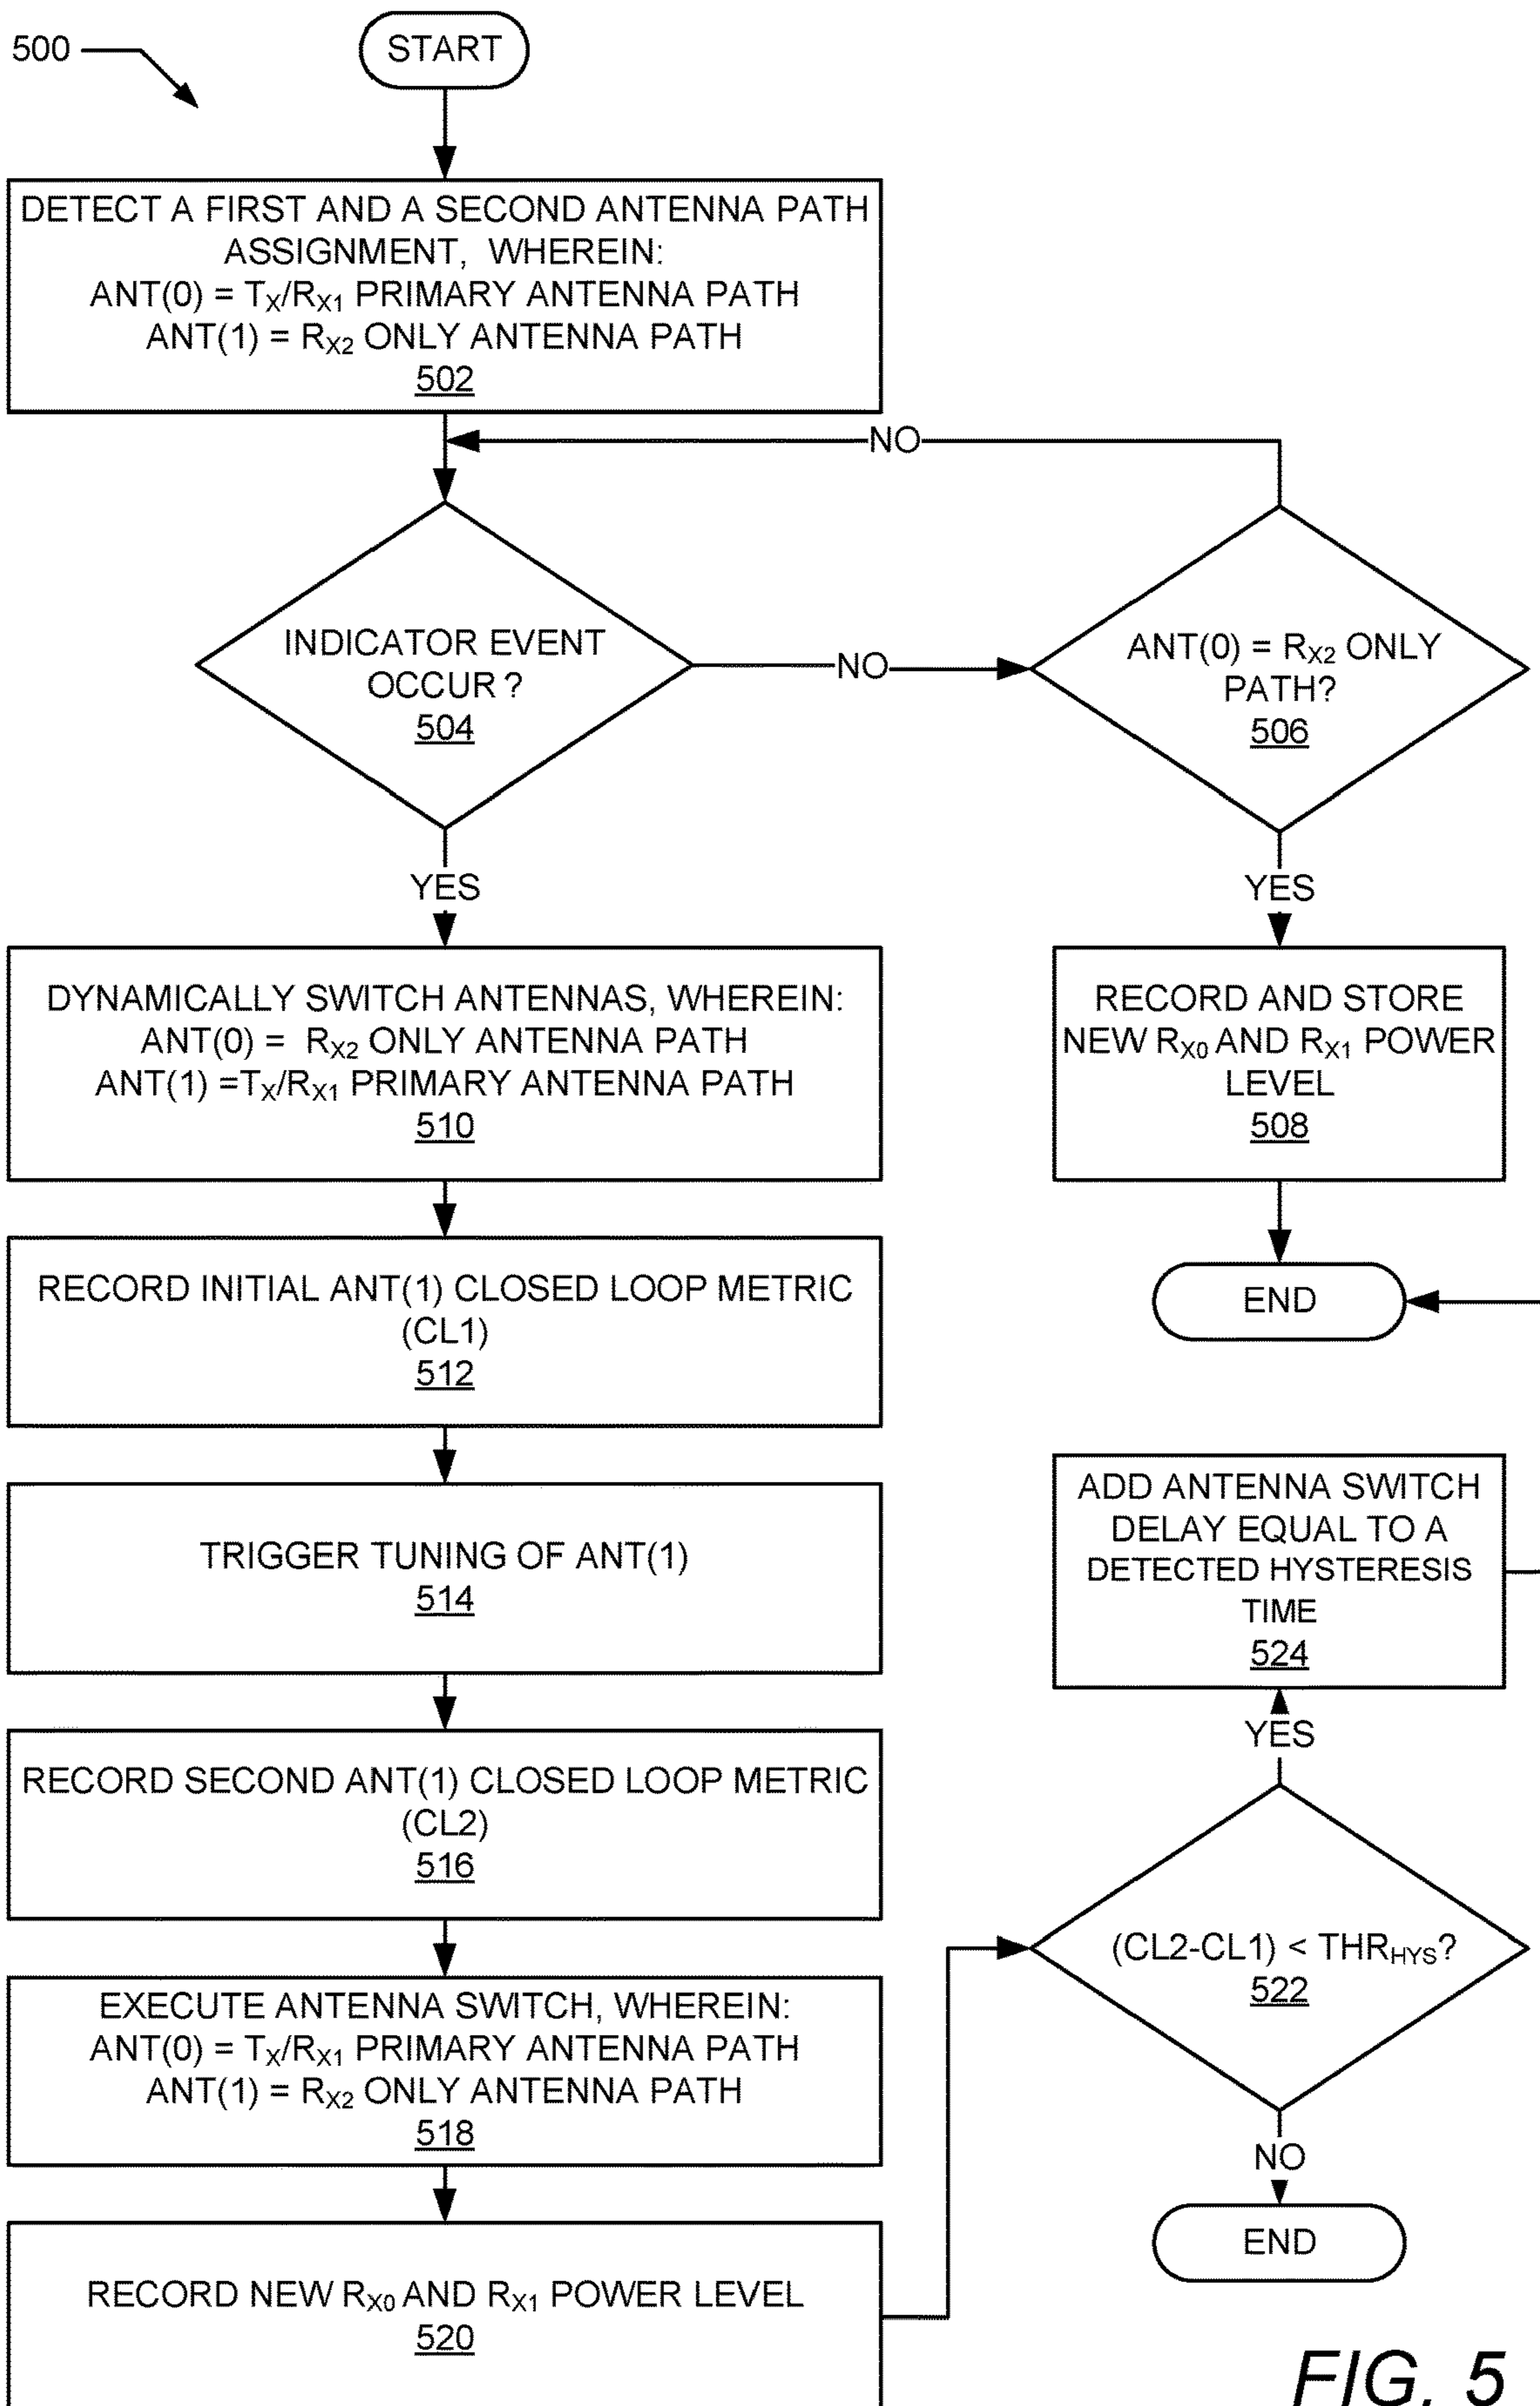 500
START
DETECT A FIRST AND A SECOND ANTENNA PATH
ASSIGNMENT, WHEREIN:
ANT(0) = TX/RX1 PRIMARY ANTENNA PATH
ANT(1) = RX2 ONLY ANTENNA PATH
502
NO
INDICATOR EVENT
OCCUR ?
504
NO
ANT(0) = RX2 ONLY
PATH?
506
YES
YES
DYNAMICALLY SWITCH ANTENNAS, WHEREIN:
ANT(0) = RX2 ONLY ANTENNA PATH
ANT(1) =TX/RX1 PRIMARY ANTENNA PATH
510
RECORD AND STORE
NEW RX0 AND RX1 POWER
LEVEL
508
RECORD INITIAL ANT(1) CLOSED LOOP METRIC
(CL1)
512
END
TRIGGER TUNING OF ANT(1)
514
ADD ANTENNA SWITCH
DELAY EQUAL TO A
DETECTED HYSTERESIS
TIME
524
YES
RECORD SECOND ANT(1) CLOSED LOOP METRIC
(CL2)
516
(CL2-CL1) < THRHYS?
522
EXECUTE ANTENNA SWITCH, WHEREIN:
ANT(0) = TX/RX1 PRIMARY ANTENNA PATH
ANT(1) = RX2 ONLY ANTENNA PATH
518
NO
END
RECORD NEW RX0 AND RX1 POWER LEVEL
520
FIG. 5